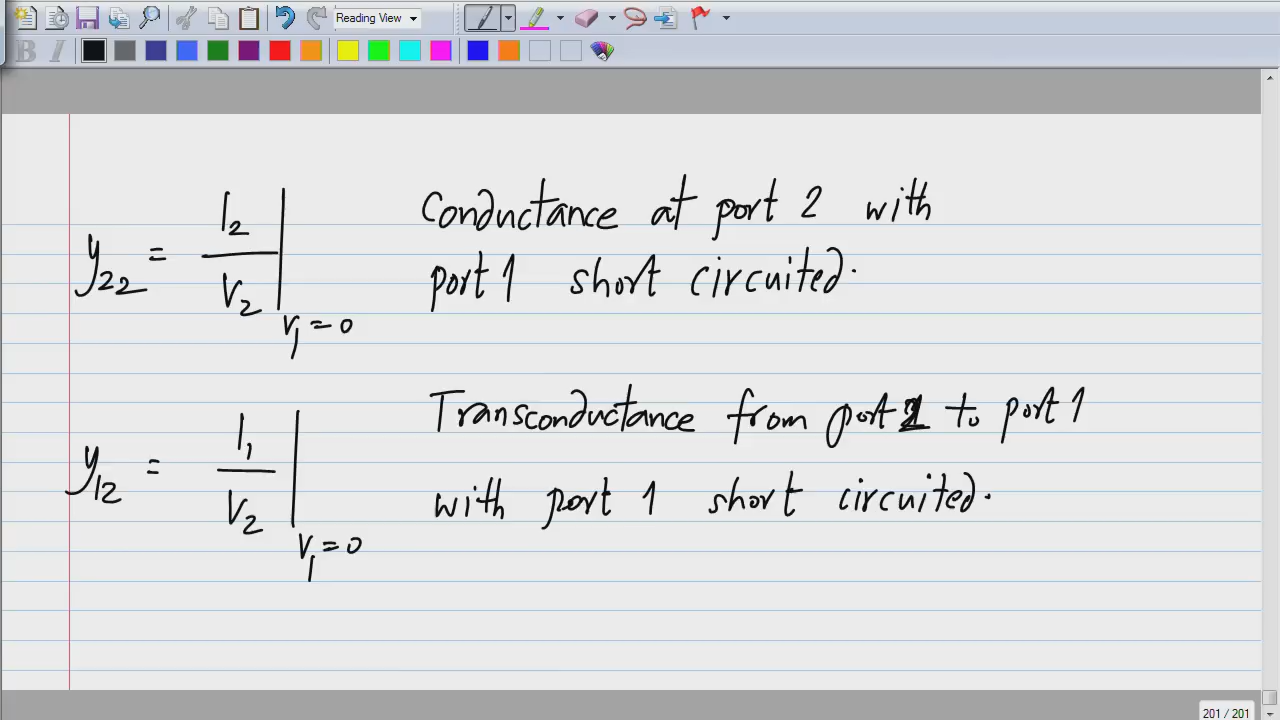 Reading View
B I
y22 = I2 / V2 | V1 = 0
Conductance at port 2 with
port 1 short circuited.
y12 = I1 / V2 | V1 = 0
Transconductance from port 2 to port 1
with port 1 short circuited.
201 / 201